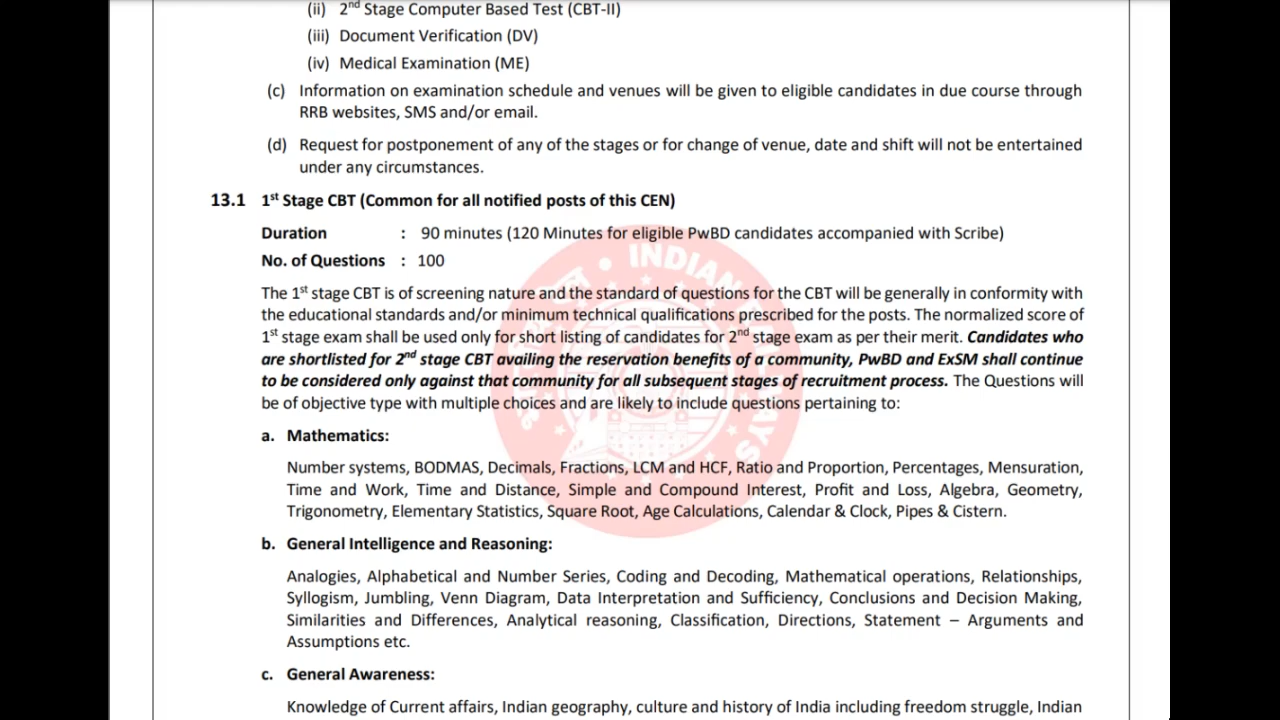 (ii) 2nd Stage Computer Based Test (CBT-II)
(iii) Document Verification (DV)
(iv) Medical Examination (ME)
(c) Information on examination schedule and venues will be given to eligible candidates in due course through
RRB websites, SMS and/or email.
(d) Request for postponement of any of the stages or for change of venue, date and shift will not be entertained
under any circumstances.
13.1 1st Stage CBT (Common for all notified posts of this CEN)
Duration : 90 minutes (120 Minutes for eligible PwBD candidates accompanied with Scribe)
No. of Questions : 100
The 1st stage CBT is of screening nature and the standard of questions for the CBT will be generally in conformity with
the educational standards and/or minimum technical qualifications prescribed for the posts. The normalized score of
1st stage exam shall be used only for short listing of candidates for 2nd stage exam as per their merit. Candidates who
are shortlisted for 2nd stage CBT availing the reservation benefits of a community, PwBD and ExSM shall continue
to be considered only against that community for all subsequent stages of recruitment process. The Questions will
be of objective type with multiple choices and are likely to include questions pertaining to:
a. Mathematics:
Number systems, BODMAS, Decimals, Fractions, LCM and HCF, Ratio and Proportion, Percentages, Mensuration,
Time and Work, Time and Distance, Simple and Compound Interest, Profit and Loss, Algebra, Geometry,
Trigonometry, Elementary Statistics, Square Root, Age Calculations, Calendar & Clock, Pipes & Cistern.
b. General Intelligence and Reasoning:
Analogies, Alphabetical and Number Series, Coding and Decoding, Mathematical operations, Relationships,
Syllogism, Jumbling, Venn Diagram, Data Interpretation and Sufficiency, Conclusions and Decision Making,
Similarities and Differences, Analytical reasoning, Classification, Directions, Statement – Arguments and
Assumptions etc.
c. General Awareness:
Knowledge of Current affairs, Indian geography, culture and history of India including freedom struggle, Indian
INDIAN RAILWAYS